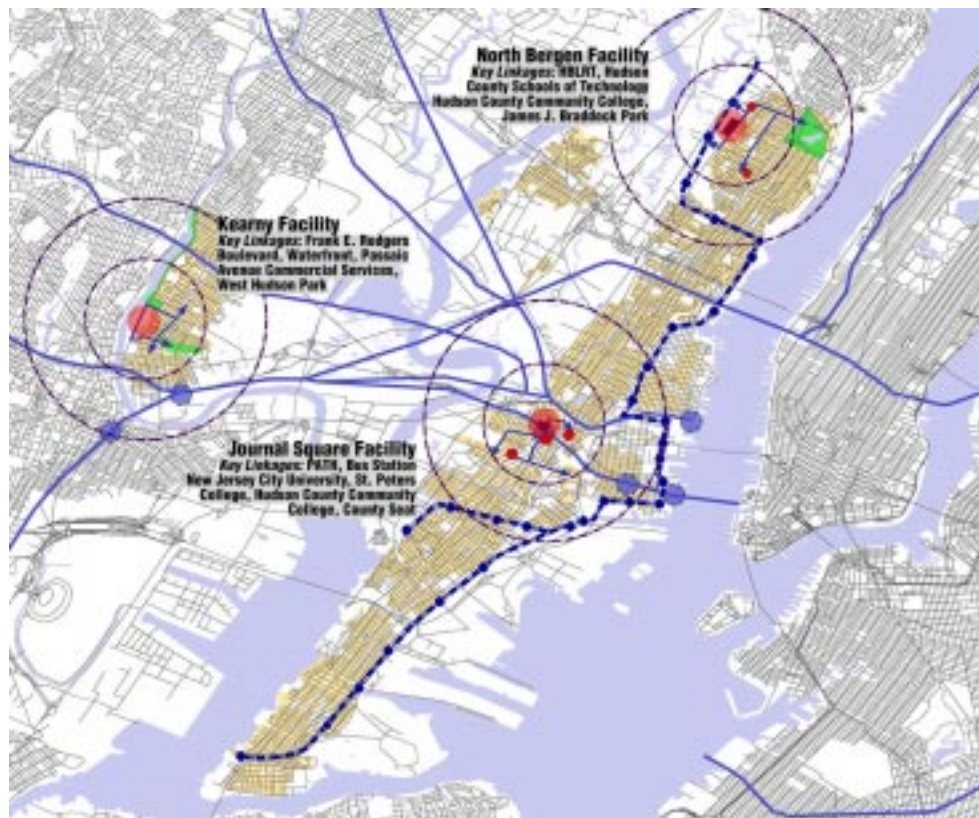 North Bergen Facility
Key Linkages: HBLRT, Hudson
County Schools of Technology
Hudson County Community College,
James J. Braddock Park
Kearny Facility
Key Linkages: Frank E. Rodgers
Boulevard, Waterfront, Passaic
Avenue Commercial Services,
West Hudson Park
Journal Square Facility
Key Linkages: PATH, Bus Station
New Jersey City University, St. Peters
College, Hudson County Community
College, County Seat